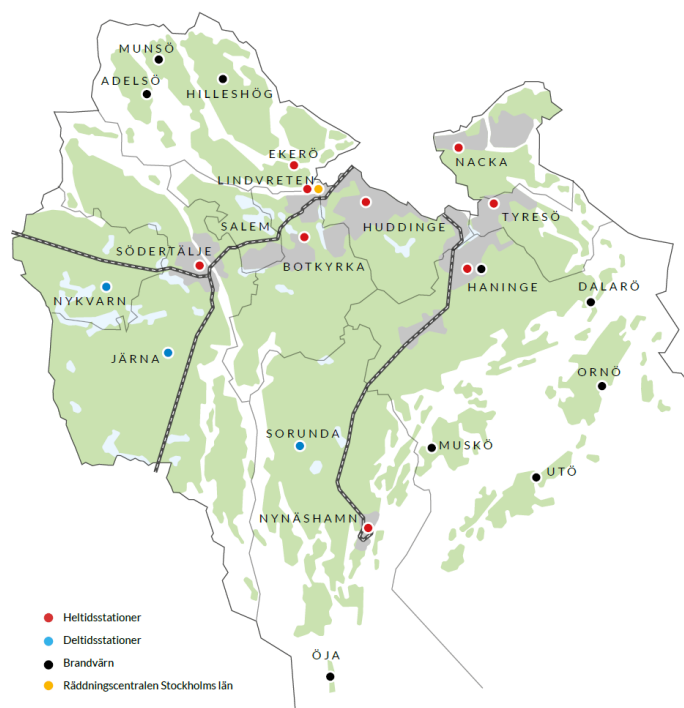 MUNSÖ
ADELSÖ
HILLESHÖG
EKERÖ
LINDVRETEN
NACKA
SALEM
HUDDINGE
TYRESÖ
SÖDERTÄLJE
BOTKYRKA
HANINGE
NYKVARN
DALARÖ
JÄRNA
ORNÖ
SORUNDA
MUSKÖ
UTÖ
NYNÄSHAMN
Heltidsstationer
Deltidsstationer
Brandvärn
Räddningscentralen Stockholms län
ÖJA